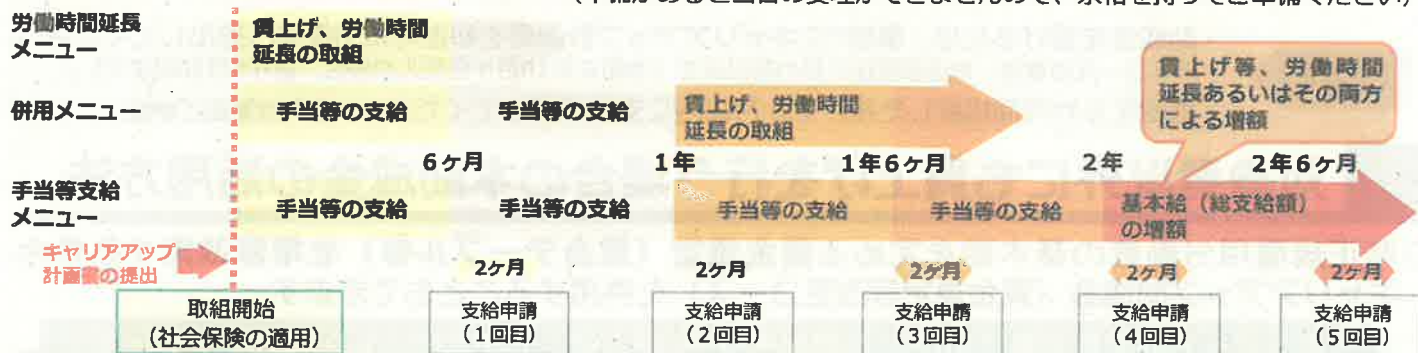 労働時間延長
メニュー
賃上げ、労働時間
延長の取組
併用メニュー
手当等の支給
手当等の支給
賃上げ、労働時間
延長の取組
賃上げ等、労働時間
延長あるいはその両方
による増額
6ヶ月
1年
1年6ヶ月
2年
2年6ヶ月
手当等支給
メニュー
手当等の支給
手当等の支給
手当等の支給
手当等の支給
基本給(総支給額)
の増額
キャリアアップ
計画書の提出
2ヶ月
2ヶ月
2ヶ月
2ヶ月
2ヶ月
取組開始
(社会保険の適用)
支給申請
(1回目)
支給申請
(2回目)
支給申請
(3回目)
支給申請
(4回目)
支給申請
(5回目)